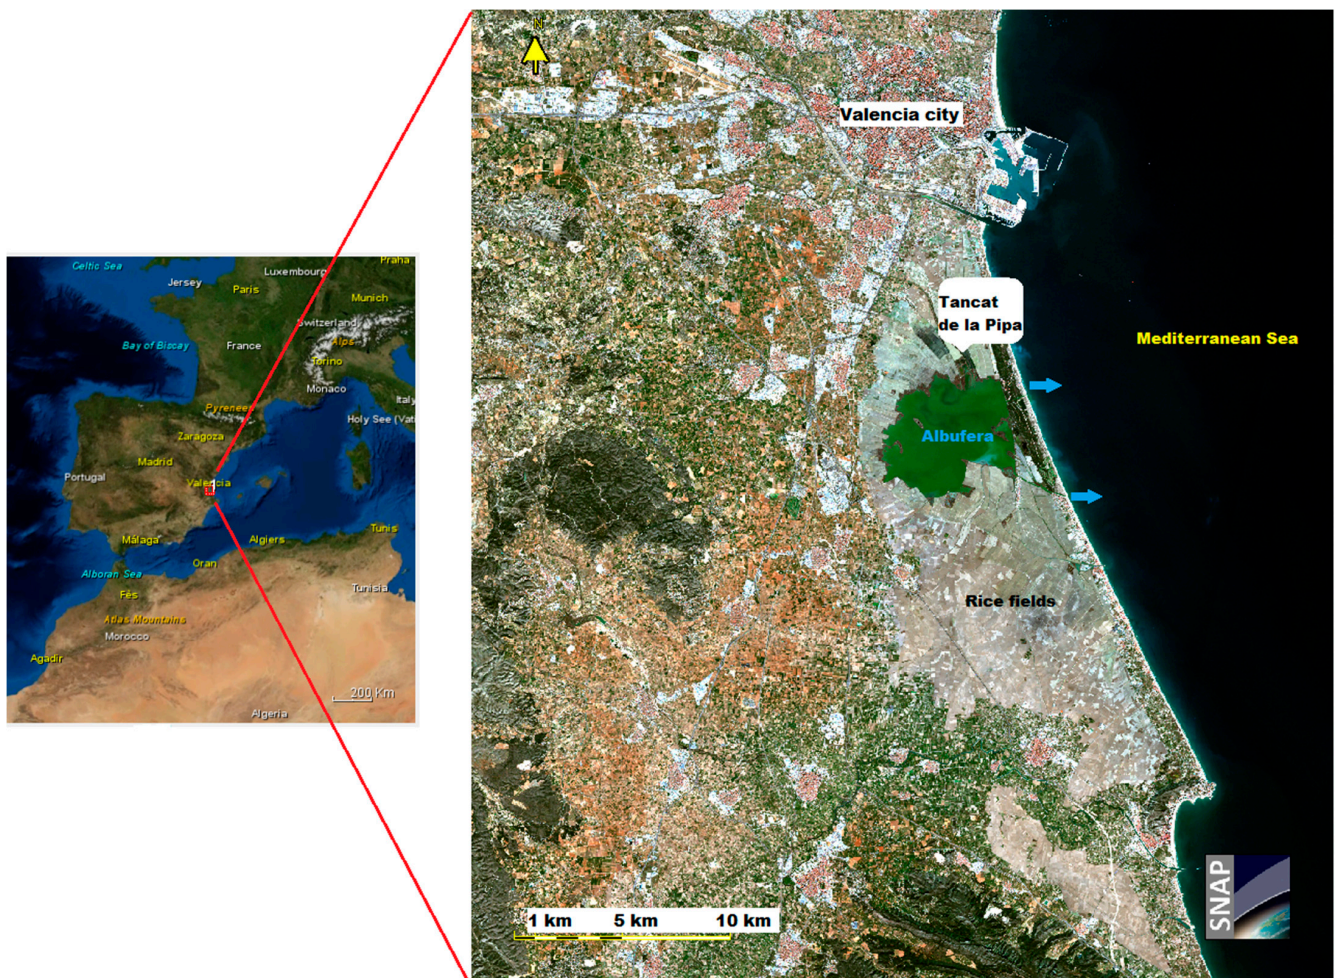 Celtic Sea
Praha
Jersey
Luxembourg
Paris
Munich
Switzerland
Bay of Biscay
France
Alps
Torino
Monaco
Italy
Pyrenees
Holy See (Vati
Zaragoza
Madrid
Portugal
Valencia
Málaga
Algiers
Tunis
Oran
Alboran Sea
Fès
Tunisia
Atlas Mountains
Morocco
Agadir
200 Km
Algeria
N
Valencia city
Tancat
de la Pipa
Mediterranean Sea
Albufera
Rice fields
1 km 5 km 10 km
SNAP